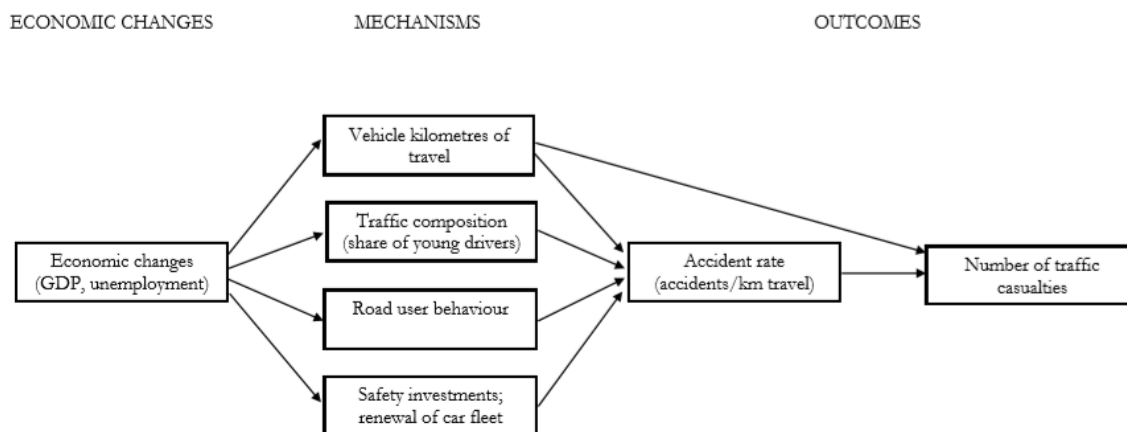 ECONOMIC CHANGES
MECHANISMS
OUTCOMES
Vehicle kilometres of
travel
Traffic composition
(share of young drivers)
Economic changes
(GDP, unemployment)
Accident rate
(accidents/km travel)
Number of traffic
casualties
Road user behaviour
Safety investments;
renewal of car fleet